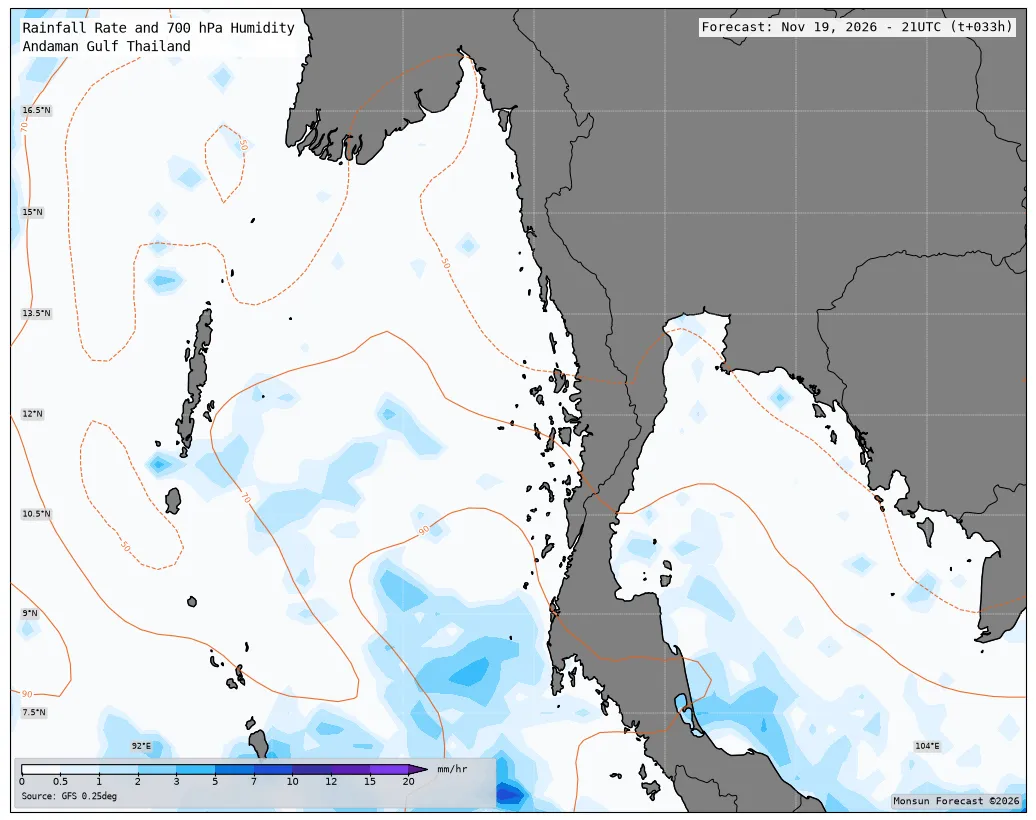 Rainfall Rate and 700 hPa Humidity
Andaman Gulf Thailand
Forecast: Nov 19, 2026 - 21UTC (t+033h)
16.5°N
70
50
15°N
50
13.5°N
12°N
70
90
10.5°N
50
9°N
90
7.5°N
92°E
104°E
0 0.5 1 2 3 5 7 10 12 15 20 mm/hr
Source: GFS 0.25deg
Monsun Forecast ©2026